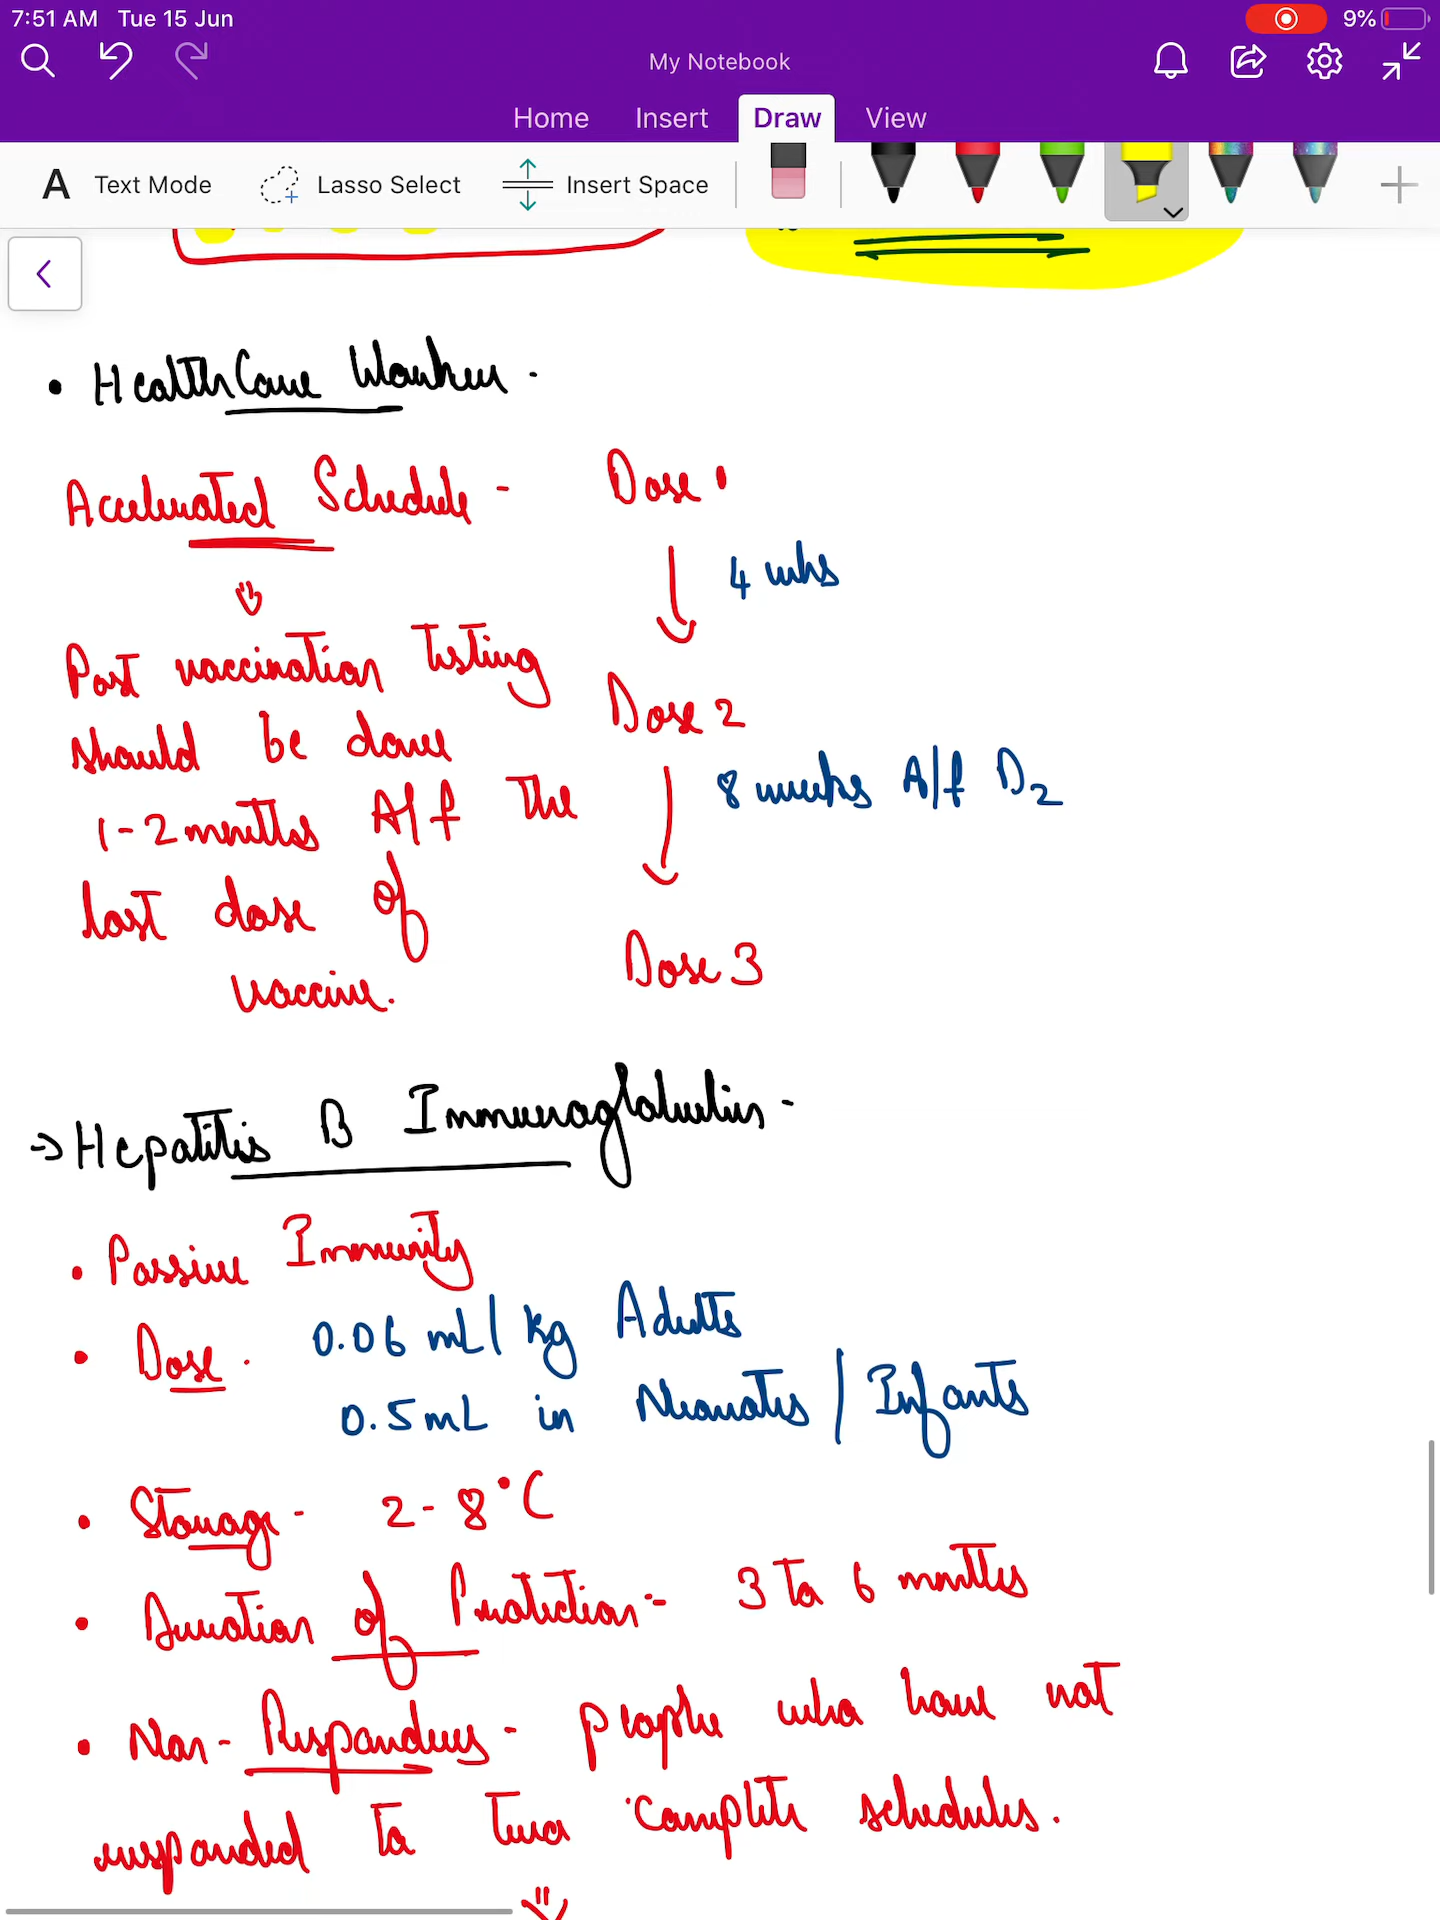 7:51 AM Tue 15 Jun
9%
My Notebook
Home Insert Draw View
A Text Mode Lasso Select Insert Space
• HealthCare Worker -
Accelerated Schedule - Dose •
4 wks
Post vaccination testing
Dose 2
should be done
8 weeks A/f D2
1-2 months A/f the
last dose of
Dose 3
vaccine.
⇒ Hepatitis B Immunoglobulins -
• Passive Immunity
• Dose - 0.06 mL/kg Adults
0.5 mL in Neonates / Infants
• Storage - 2-8°C
• Duration of Protection - 3 to 6 months
• Non-Responders - people who have not
responded to two complete schedules.